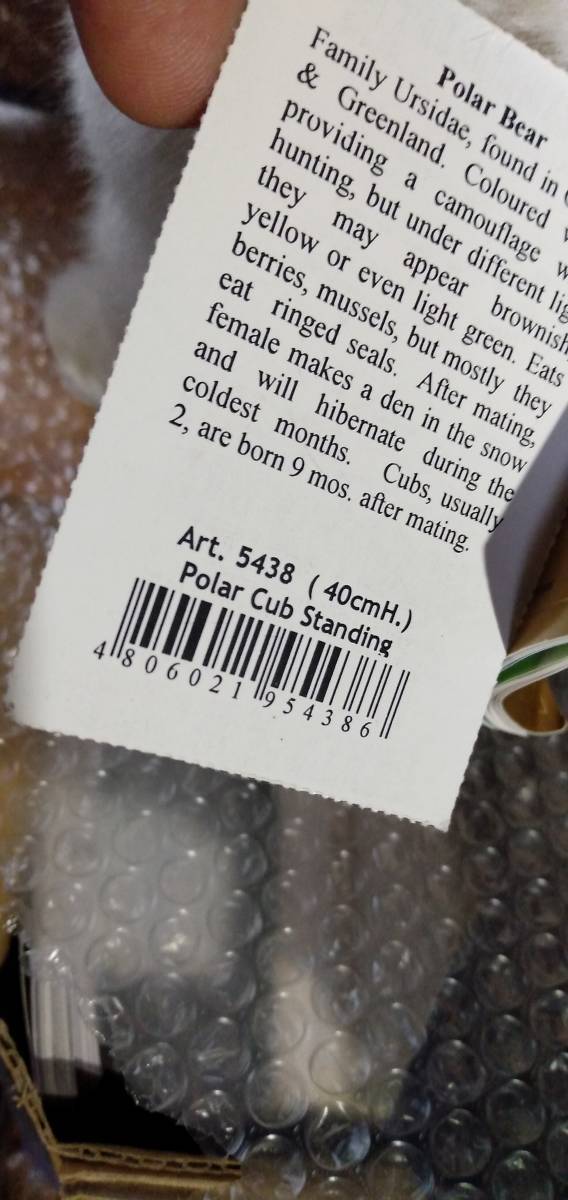 Polar Bear
Family Ursidae, found in
& Greenland. Coloured
providing a camouflage
hunting, but under different
they may appear brownish
yellow or even light green. Eats
berries, mussels, but mostly they
eat ringed seals. After mating,
female makes a den in the snow
and will hibernate during the
coldest months. Cubs, usually
2, are born 9 mos. after mating.
Art. 5438 (40cmH.)
Polar Cub Standing
4 806021 954386